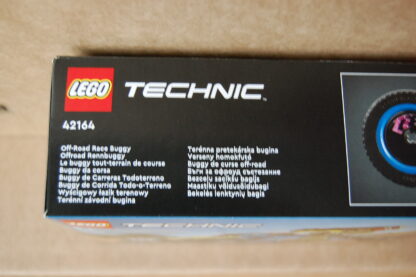 LEGO TECHNIC
42164
Off-Road Race Buggy
Offroad Rennbuggy
Le buggy tout-terrain de course
Buggy da corsa
Buggy de Carreras Todoterreno
Buggy de Corrida Todo-o-Terreno
Wyścigowy łazik terenowy
Terénní závodní bugina
Terénna pretekárska bugina
Verseny homokfutó
Buggy de curse off-road
Бъги за офроуд състезание
Bezceļu sacīkšu bagijs
Maastiku võidusõidubagi
Bekelės lenktynių bagis